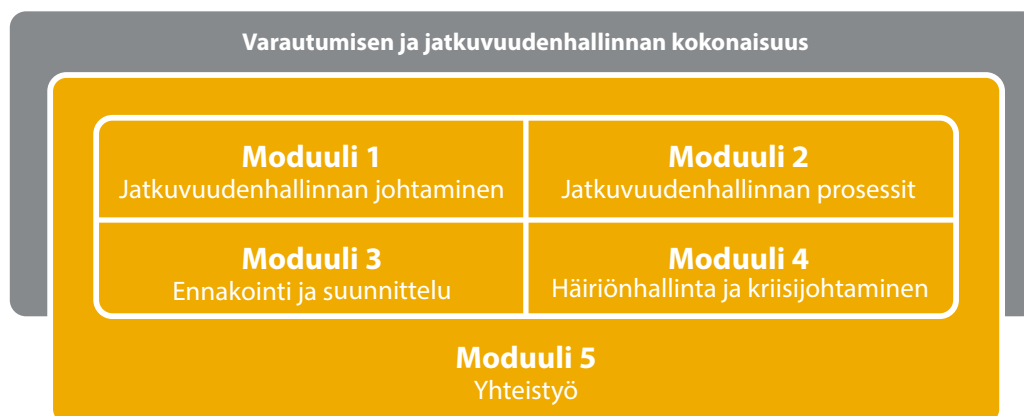 Varautumisen ja jatkuvuudenhallinnan kokonaisuus
Moduuli 1
Jatkuvuudenhallinnan johtaminen
Moduuli 2
Jatkuvuudenhallinnan prosessit
Moduuli 3
Ennakointi ja suunnittelu
Moduuli 4
Häiriönhallinta ja kriisijohtaminen
Moduuli 5
Yhteistyö